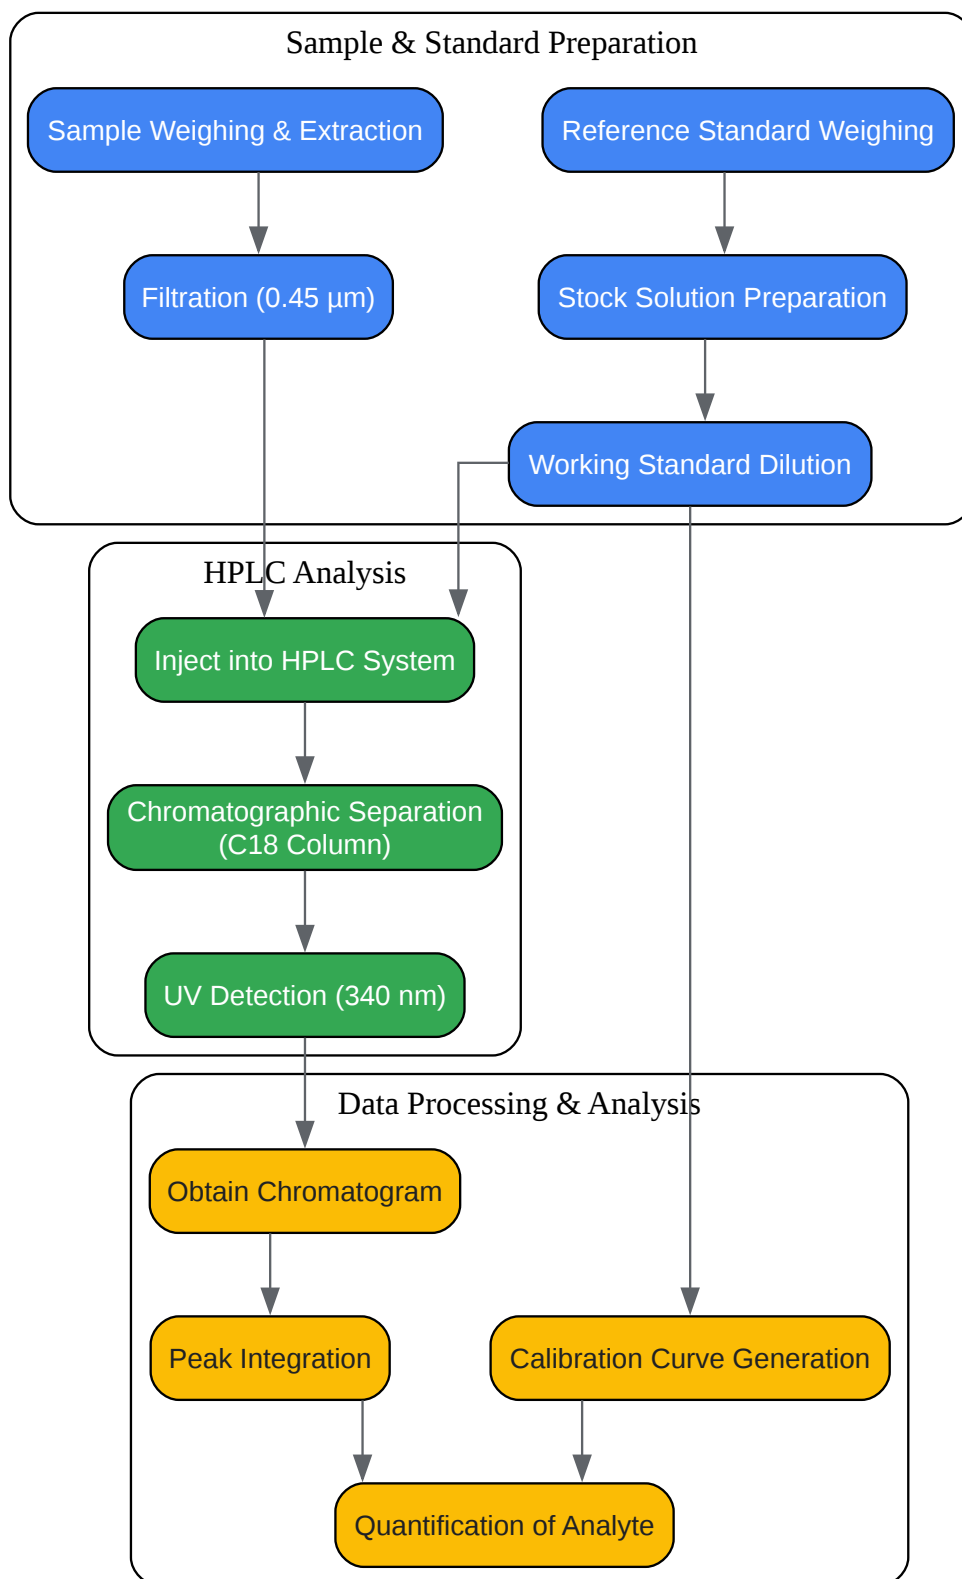 Sample & Standard Preparation
Sample Weighing & Extraction
Reference Standard Weighing
Filtration (0.45 µm)
Stock Solution Preparation
Working Standard Dilution
HPLC Analysis
Inject into HPLC System
Chromatographic Separation
(C18 Column)
UV Detection (340 nm)
Data Processing & Analysis
Obtain Chromatogram
Peak Integration
Calibration Curve Generation
Quantification of Analyte